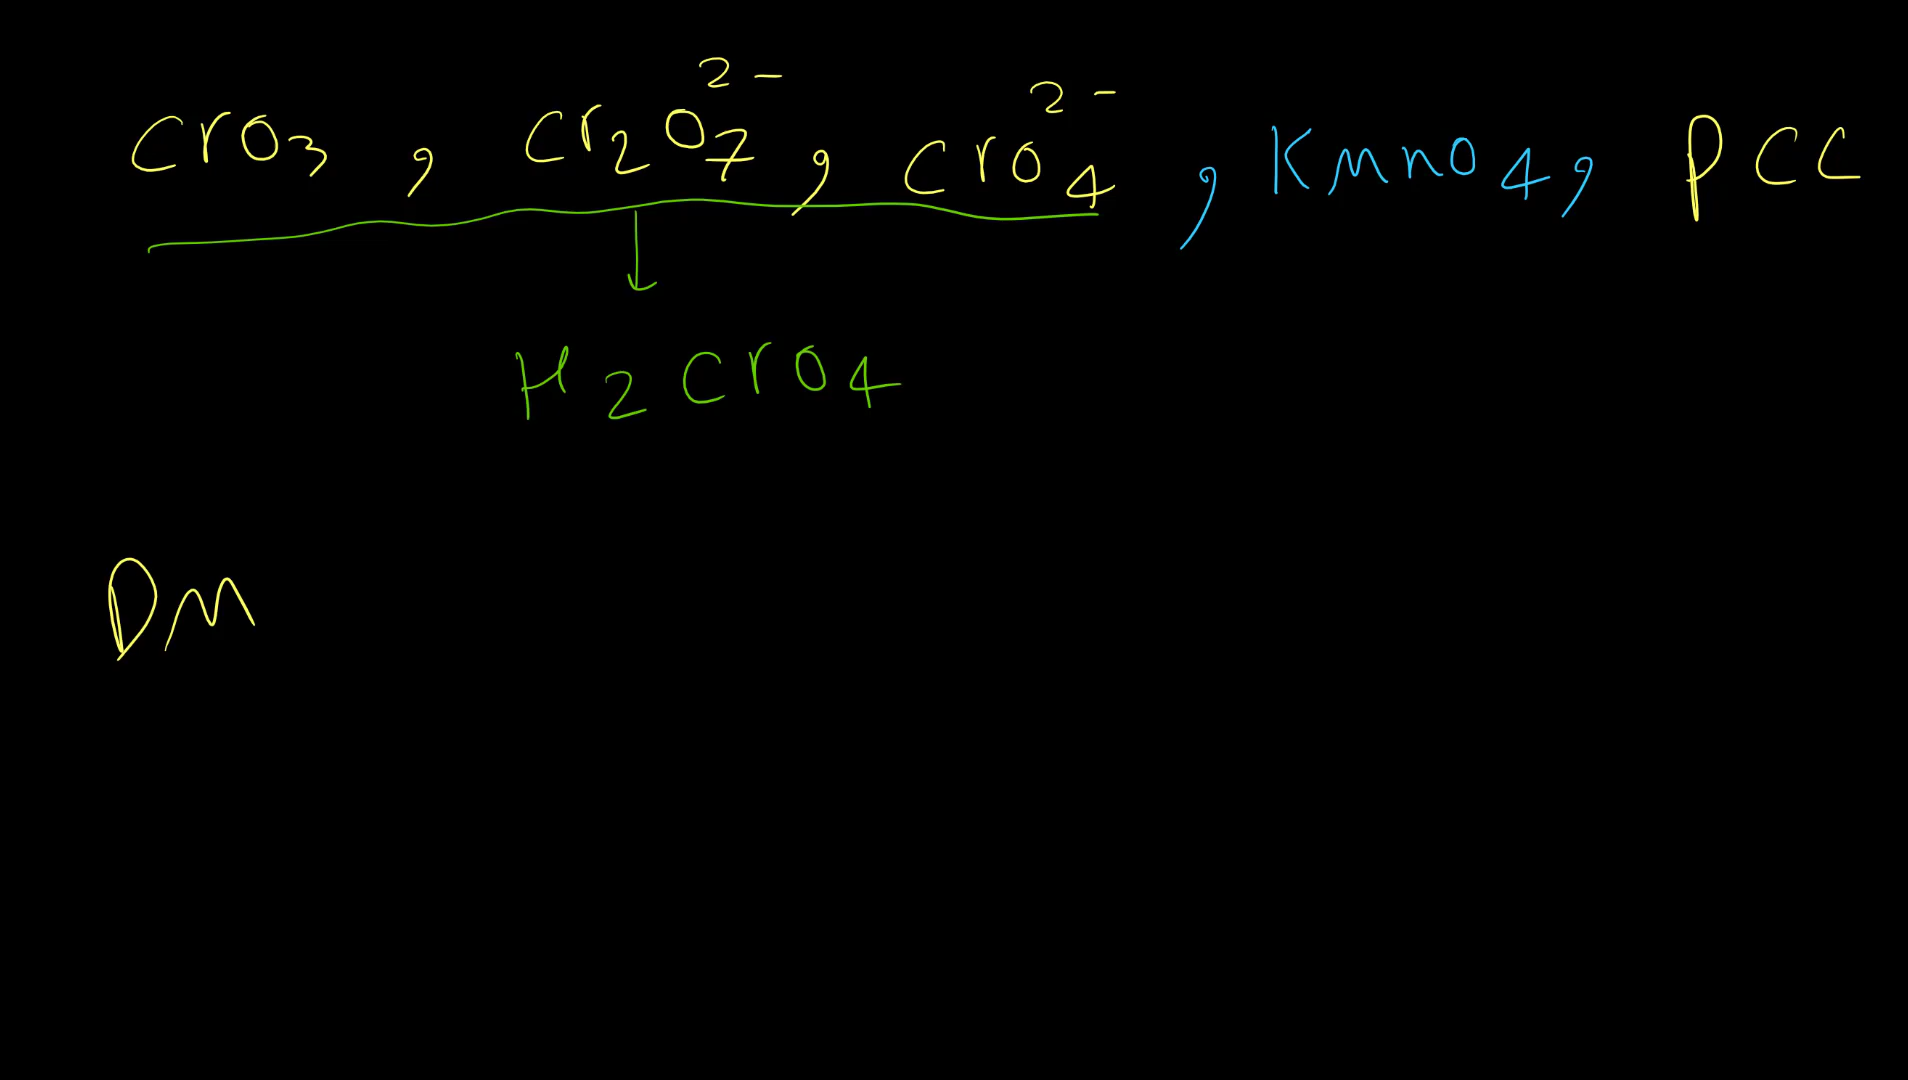 CrO3 , Cr2O7 2- , CrO4 2- , KMnO4 , PCC
H2CrO4
DM